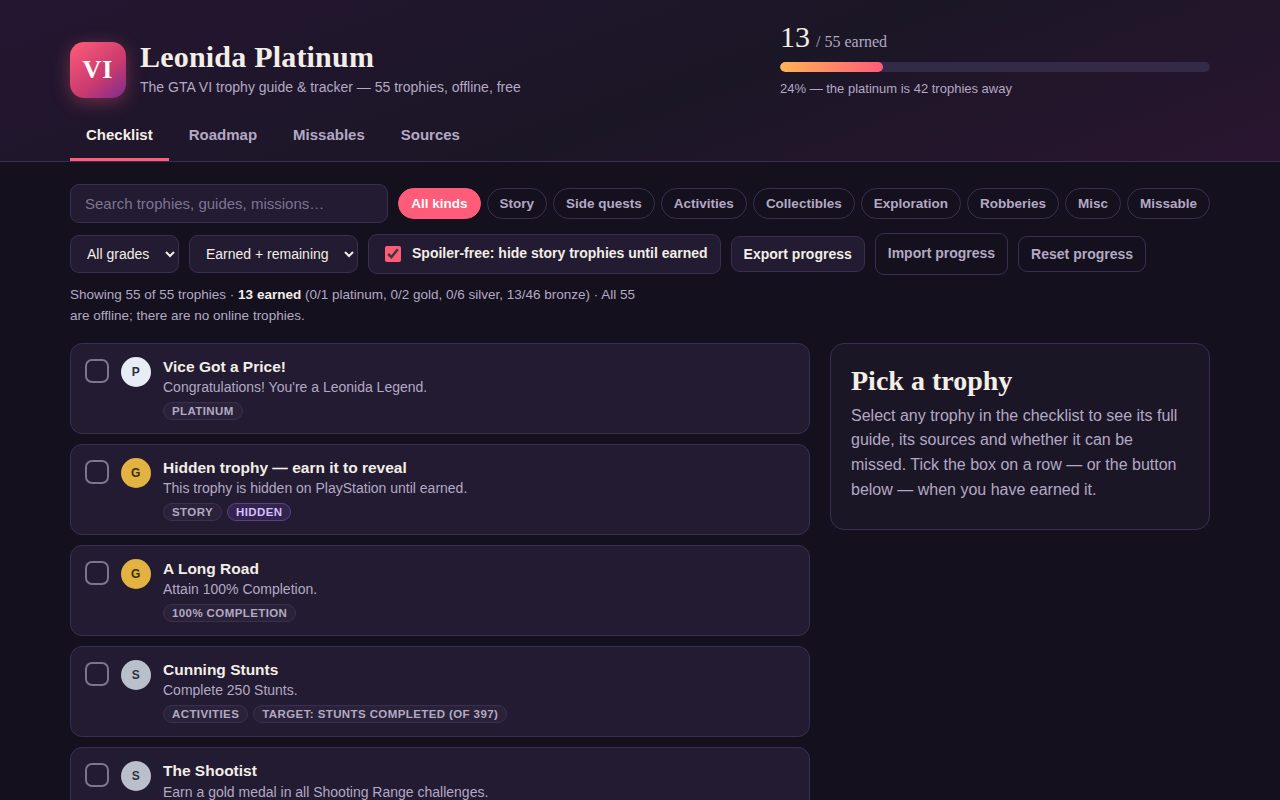 VI
Leonida Platinum
The GTA VI trophy guide & tracker — 55 trophies, offline, free
13 / 55 earned
24% — the platinum is 42 trophies away
Checklist Roadmap Missables Sources
Search trophies, guides, missions…
All kinds Story Side quests Activities Collectibles Exploration Robberies Misc Missable
All grades Earned + remaining Spoiler-free: hide story trophies until earned Export progress Import progress Reset progress
Showing 55 of 55 trophies · 13 earned (0/1 platinum, 0/2 gold, 0/6 silver, 13/46 bronze) · All 55
are offline; there are no online trophies.
P
Vice Got a Price!
Congratulations! You're a Leonida Legend.
PLATINUM
G
Hidden trophy — earn it to reveal
This trophy is hidden on PlayStation until earned.
STORY HIDDEN
G
A Long Road
Attain 100% Completion.
100% COMPLETION
S
Cunning Stunts
Complete 250 Stunts.
ACTIVITIES TARGET: STUNTS COMPLETED (OF 397)
S
The Shootist
Earn a gold medal in all Shooting Range challenges.
Pick a trophy
Select any trophy in the checklist to see its full
guide, its sources and whether it can be
missed. Tick the box on a row — or the button
below — when you have earned it.